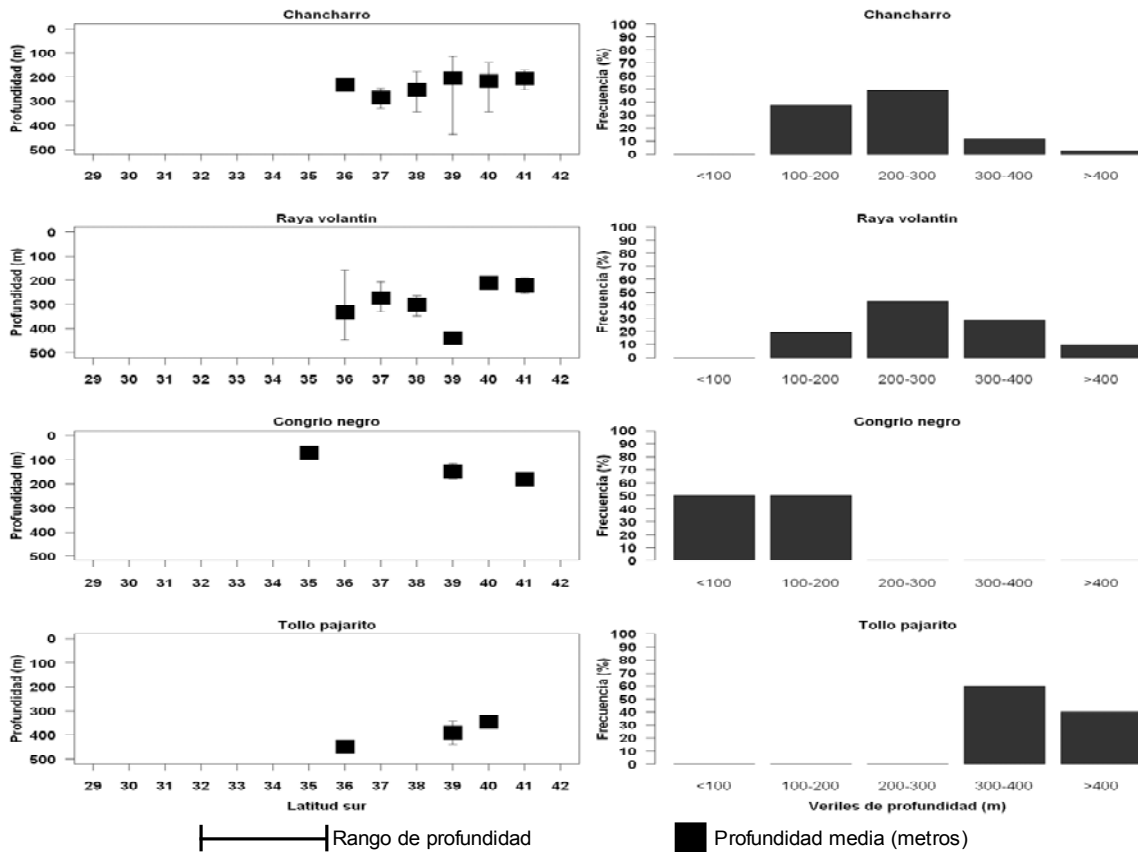 Chancharro
Profundidad (m)
0
100
200
300
400
500
29 30 31 32 33 34 35 36 37 38 39 40 41 42
Chancharro
Frecuencia (%)
100
90
80
70
60
50
40
30
20
10
0
<100 100-200 200-300 300-400 >400
Raya volantín
Profundidad (m)
0
100
200
300
400
500
29 30 31 32 33 34 35 36 37 38 39 40 41 42
Raya volantín
Frecuencia (%)
100
90
80
70
60
50
40
30
20
10
0
<100 100-200 200-300 300-400 >400
Congrio negro
Profundidad (m)
0
100
200
300
400
500
29 30 31 32 33 34 35 36 37 38 39 40 41 42
Congrio negro
Frecuencia (%)
100
90
80
70
60
50
40
30
20
10
0
<100 100-200 200-300 300-400 >400
Tollo pajarito
Profundidad (m)
0
100
200
300
400
500
29 30 31 32 33 34 35 36 37 38 39 40 41 42
Latitud sur
Tollo pajarito
Frecuencia (%)
100
90
80
70
60
50
40
30
20
10
0
<100 100-200 200-300 300-400 >400
Veriles de profundidad (m)
Rango de profundidad
Profundidad media (metros)